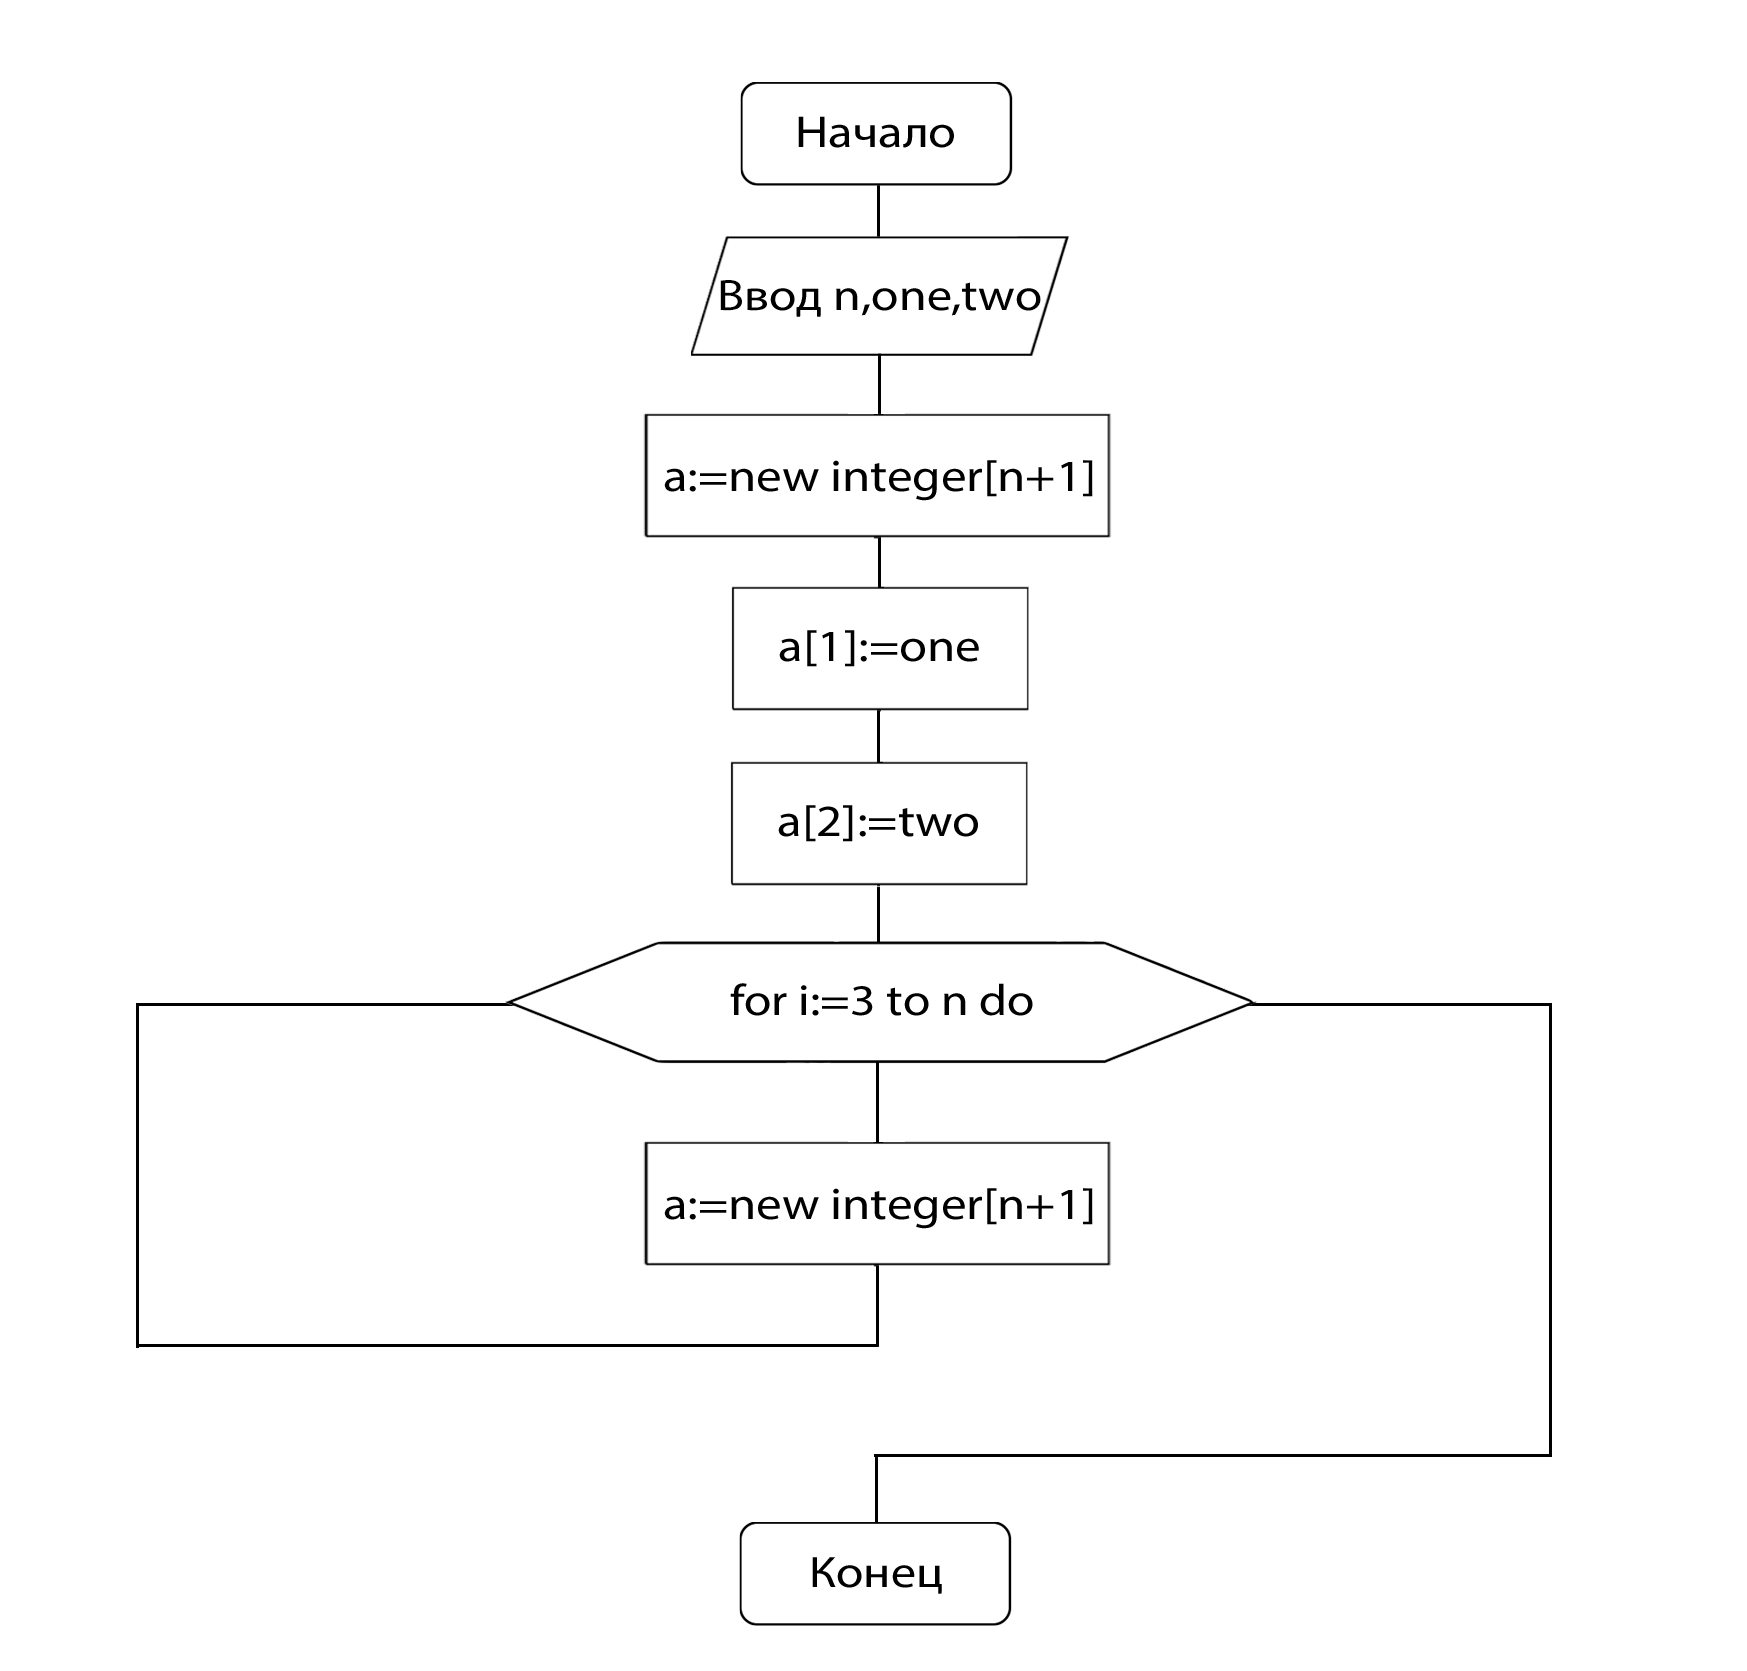 Начало
Ввод n,one,two
a:=new integer[n+1]
a[1]:=one
a[2]:=two
for i:=3 to n do
a:=new integer[n+1]
Конец